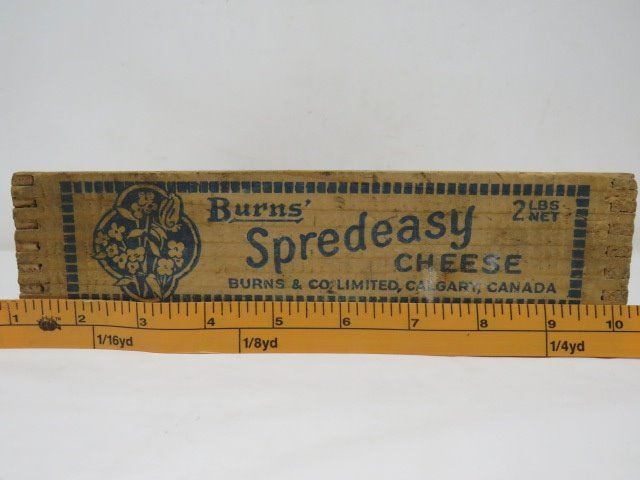 Burns'
2 LBS
NET
Spredeasy
CHEESE
BURNS & CO, LIMITED, CALGARY, CANADA
1 2 3 4 5 6 7 8 9 10
1/16yd 1/8yd 1/4yd